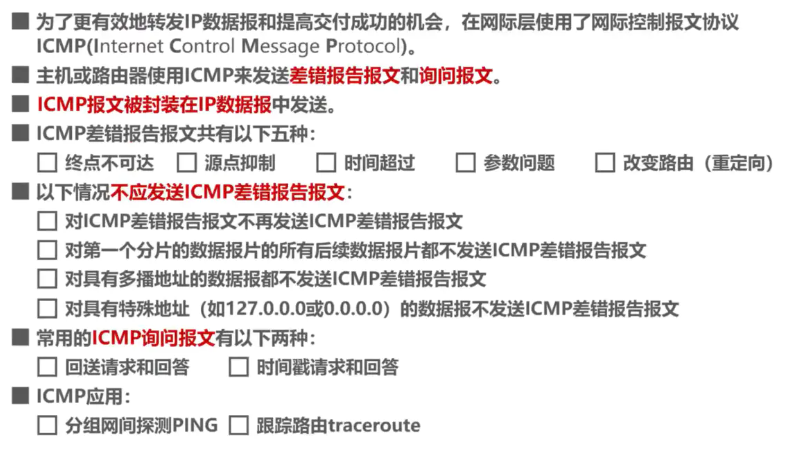 为了更有效地转发IP数据报和提高交付成功的机会，在网际层使用了网际控制报文协议
ICMP(Internet Control Message Protocol)。
主机或路由器使用ICMP来发送差错报告报文和询问报文。
ICMP报文被封装在IP数据报中发送。
ICMP差错报告报文共有以下五种：
终点不可达 源点抑制 时间超过 参数问题 改变路由（重定向）
以下情况不应发送ICMP差错报告报文：
对ICMP差错报告报文不再发送ICMP差错报告报文
对第一个分片的数据报片的所有后续数据报片都不发送ICMP差错报告报文
对具有多播地址的数据报都不发送ICMP差错报告报文
对具有特殊地址（如127.0.0.0或0.0.0.0）的数据报不发送ICMP差错报告报文
常用的ICMP询问报文有以下两种：
回送请求和回答 时间戳请求和回答
ICMP应用：
分组网间探测PING 跟踪路由traceroute